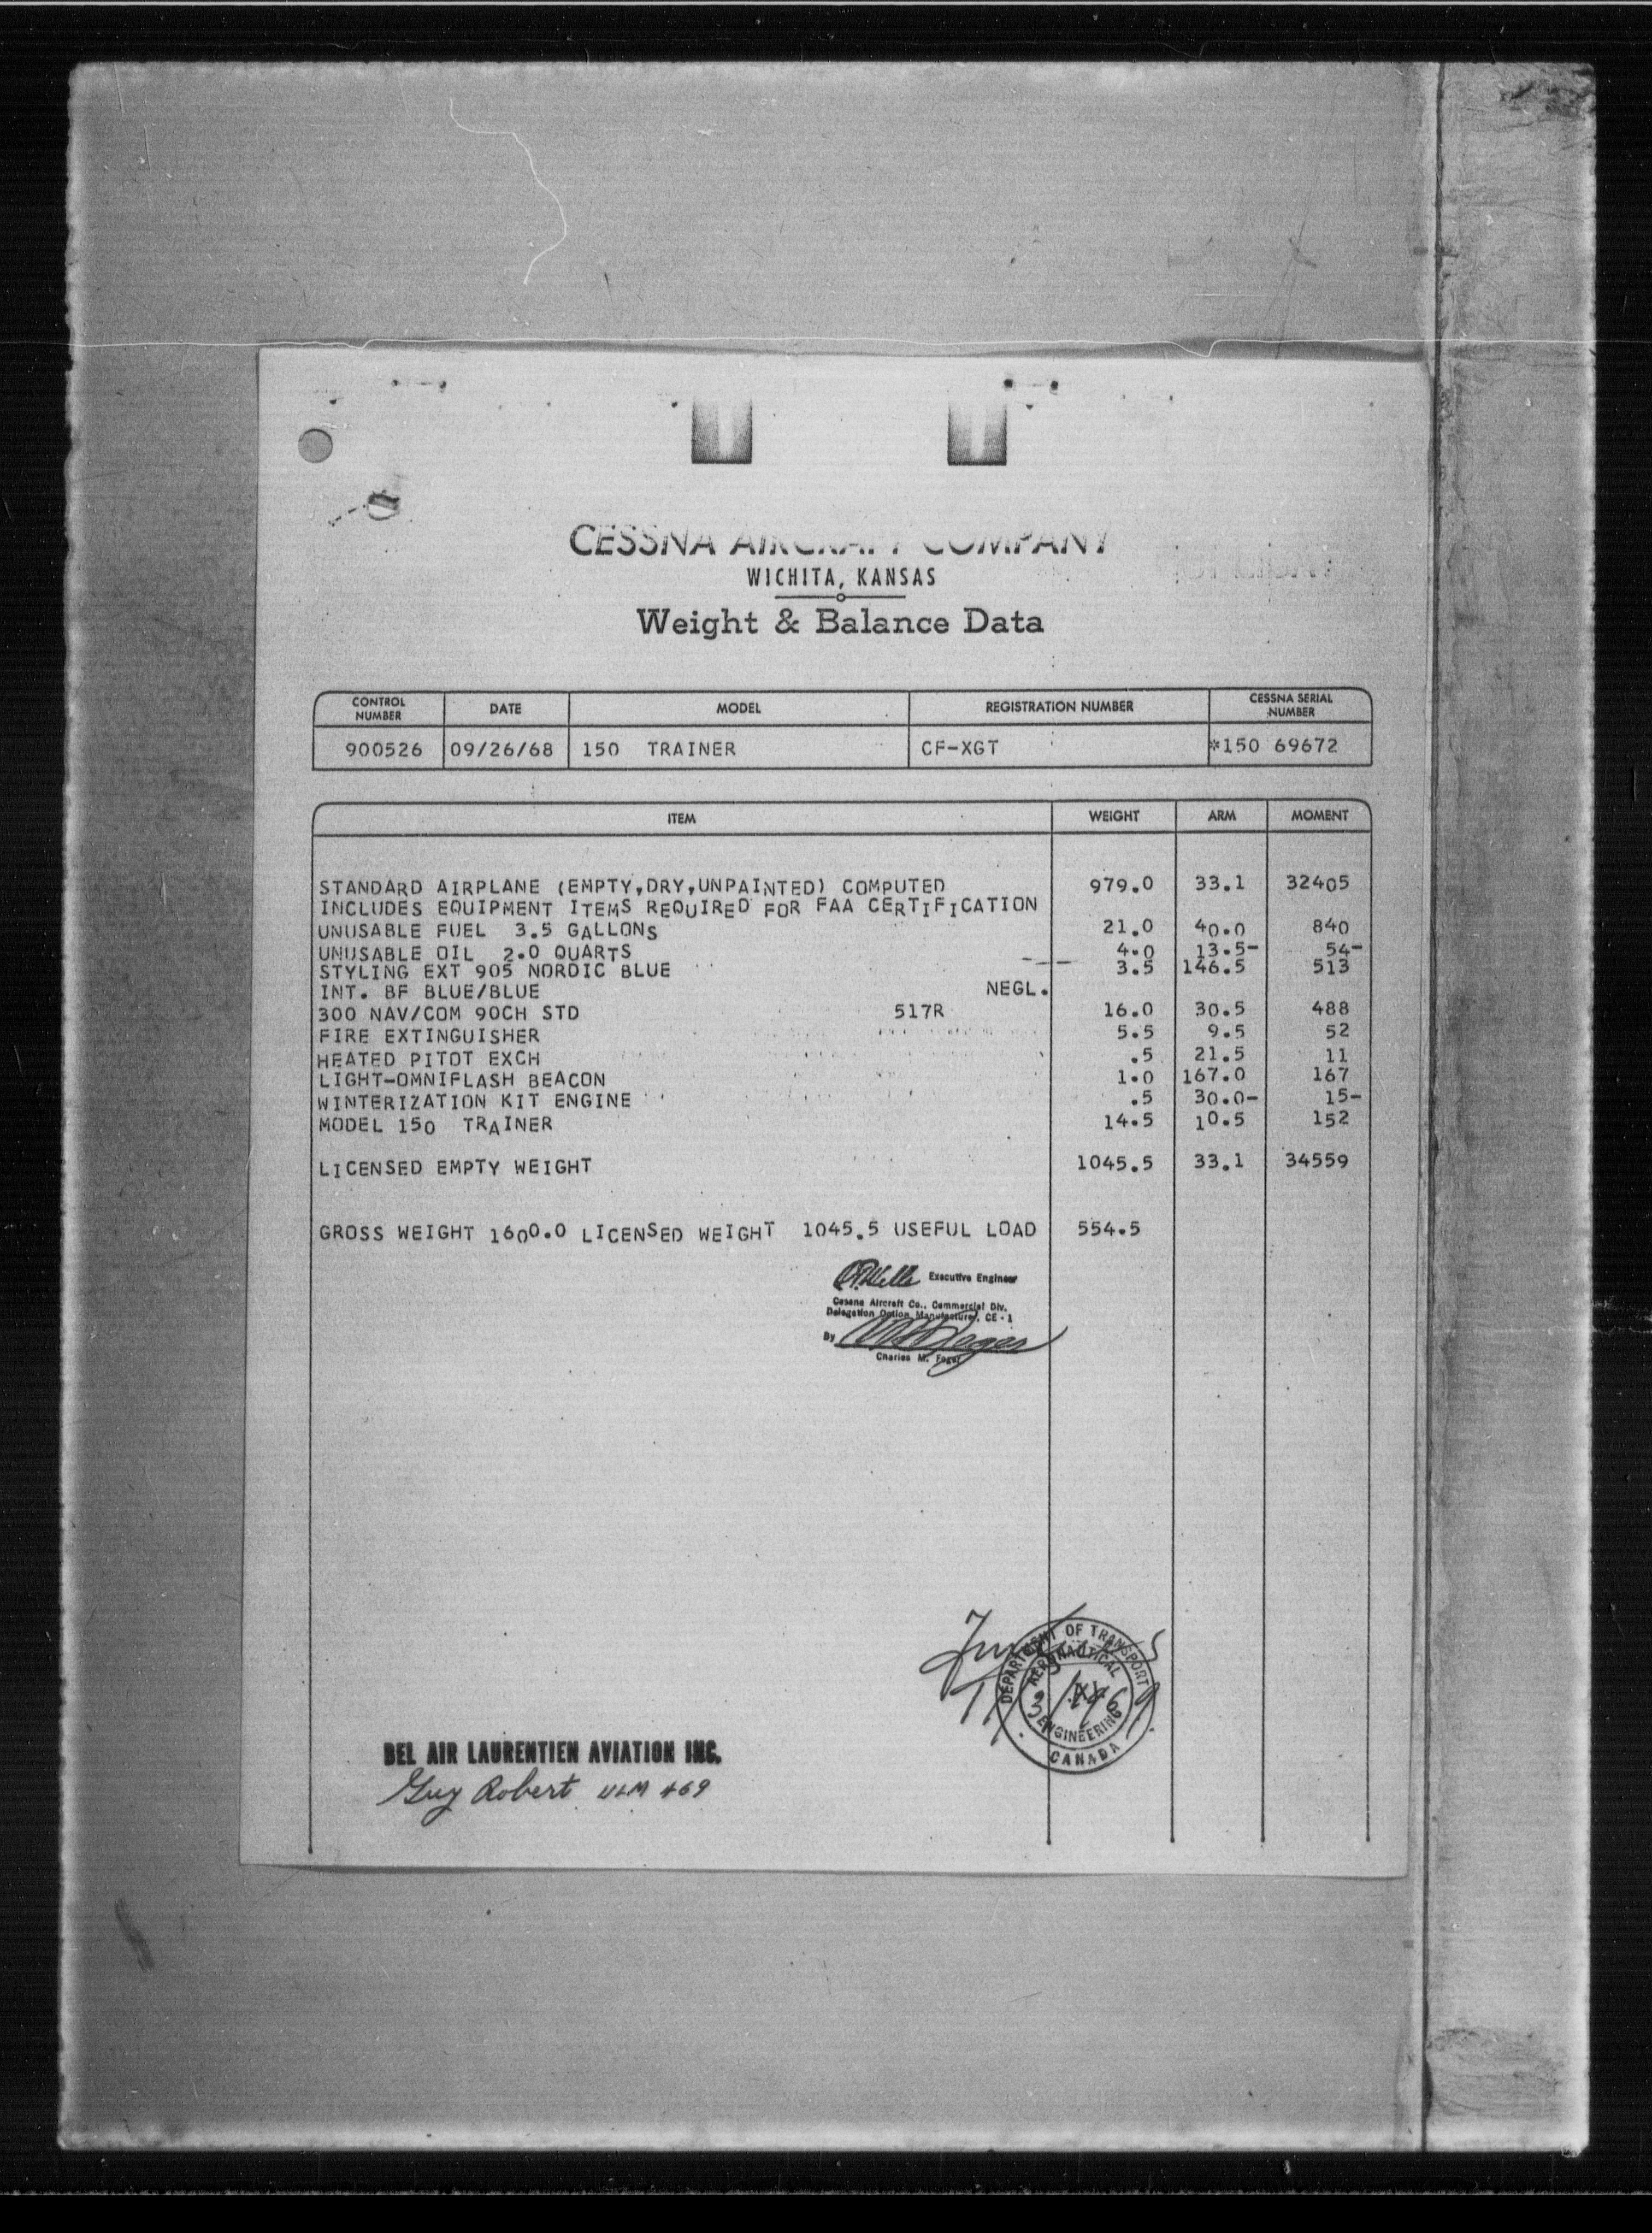 CESSNA AIRCRAFT COMPANY
WICHITA, KANSAS
Weight & Balance Data
CONTROL NUMBER DATE MODEL REGISTRATION NUMBER CESSNA SERIAL NUMBER
900526 09/26/68 150 TRAINER CF-XGT *150 69672
ITEM WEIGHT ARM MOMENT
STANDARD AIRPLANE (EMPTY,DRY,UNPAINTED) COMPUTED 979.0 33.1 32405
INCLUDES EQUIPMENT ITEMS REQUIRED FOR FAA CERTIFICATION
UNUSABLE FUEL 3.5 GALLONS 21.0 40.0 840
UNUSABLE OIL 2.0 QUARTS 4.0 13.5- 54-
STYLING EXT 905 NORDIC BLUE 3.5 146.5 513
INT. BF BLUE/BLUE NEGL.
300 NAV/COM 90CH STD 517R 16.0 30.5 488
FIRE EXTINGUISHER 5.5 9.5 52
HEATED PITOT EXCH .5 21.5 11
LIGHT-OMNIFLASH BEACON 1.0 167.0 167
WINTERIZATION KIT ENGINE .5 30.0- 15-
MODEL 150 TRAINER 14.5 10.5 152
LICENSED EMPTY WEIGHT 1045.5 33.1 34559
GROSS WEIGHT 1600.0 LICENSED WEIGHT 1045.5 USEFUL LOAD 554.5
Executive Engineer
Cessna Aircraft Co., Commercial Div.
Delegation Option Manufacturer, CE-1
By
Charles M.
DEPARTMENT OF TRANSPORT
AERONAUTICAL
ENGINEERING
CANADA
BEL AIR LAURENTIEN AVIATION INC.
Guy Robert 469